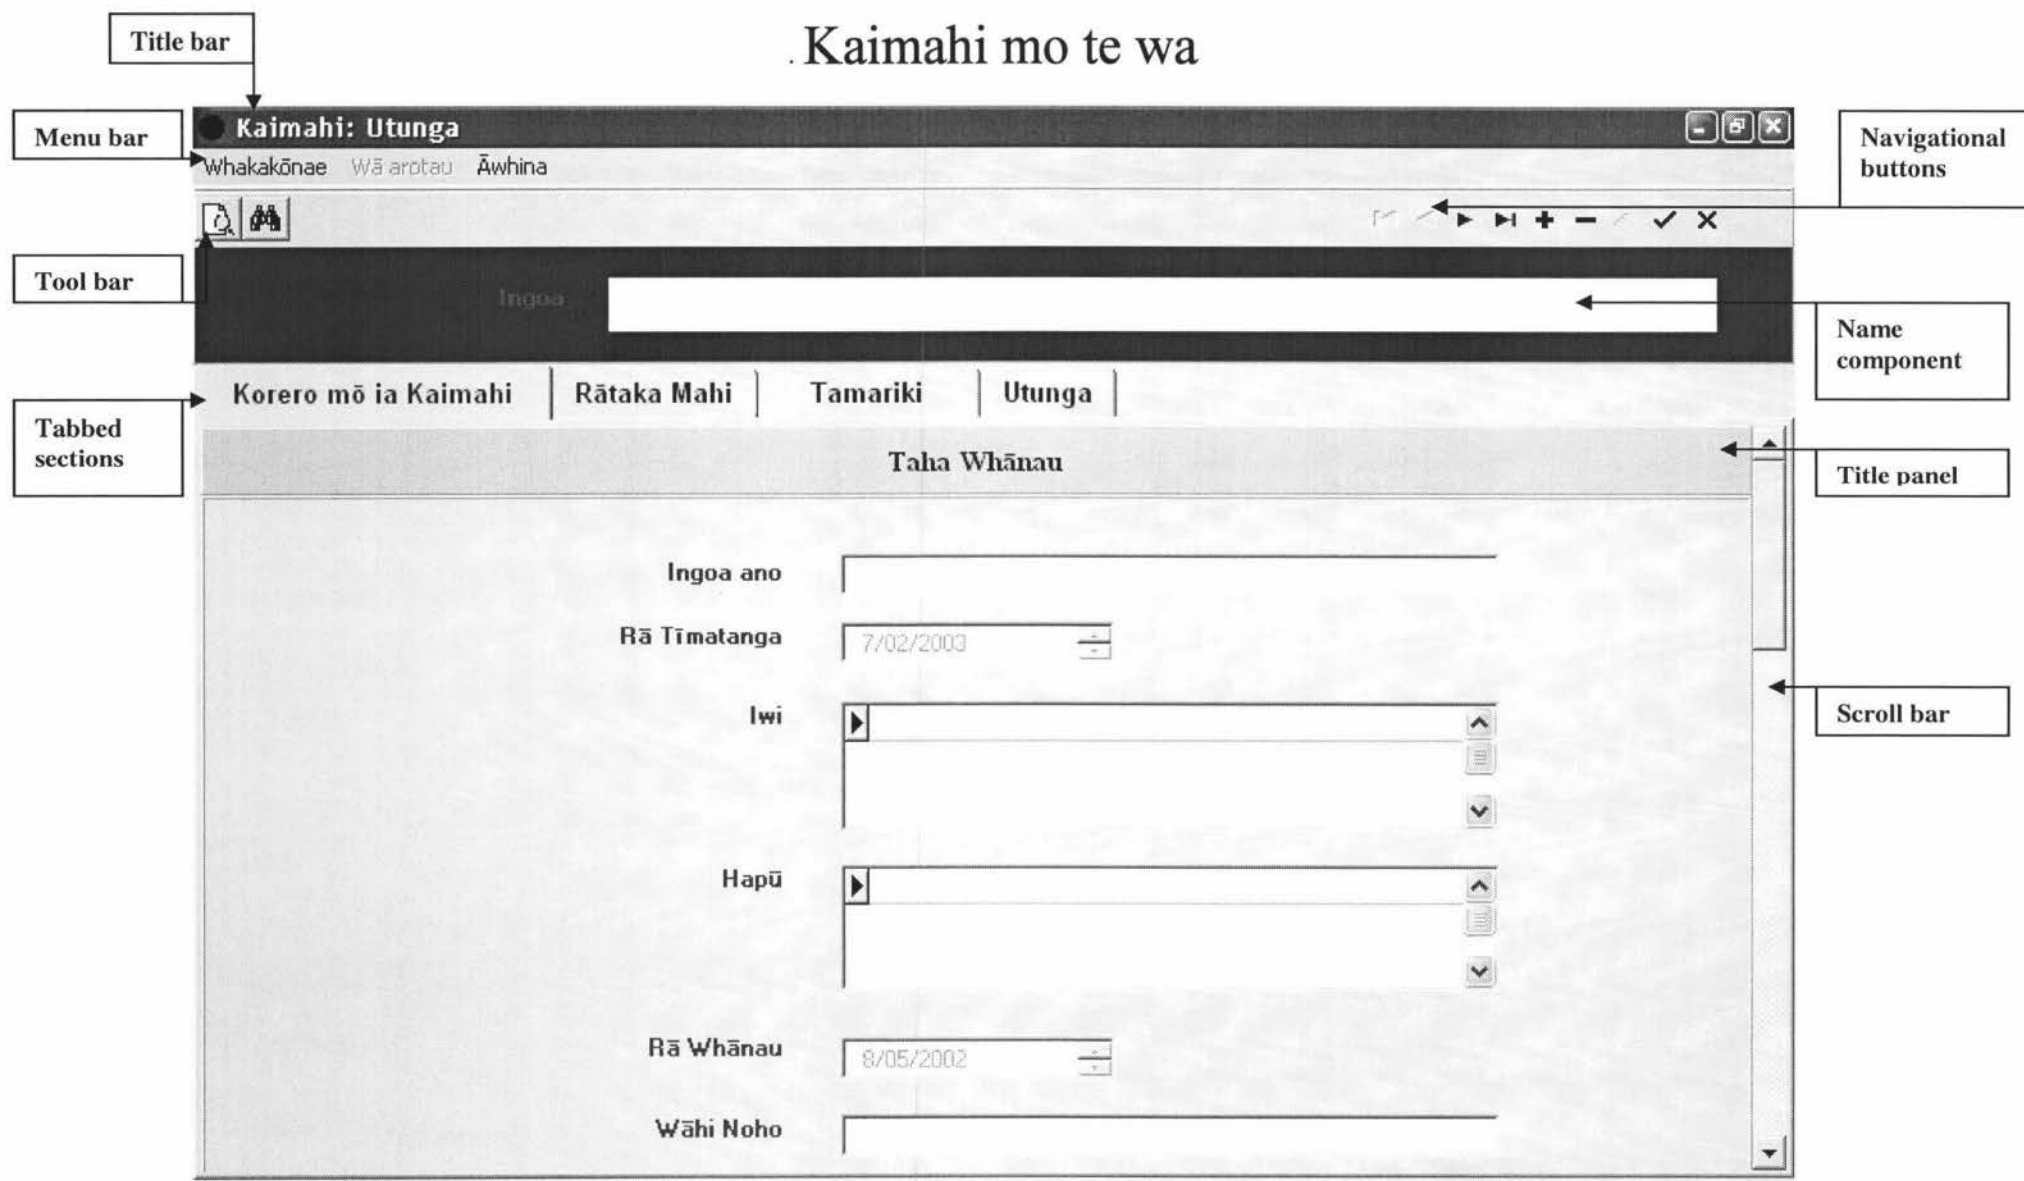 Kaimahi mo te wa
Title bar
Menu bar
Kaimahi: Utunga
Navigational
buttons
Whakakōnae Wā arotau Āwhina
Tool bar
Ingoa
Name
component
Korero mō ia Kaimahi Rātaka Mahi Tamariki Utunga
Tabbed
sections
Taha Whānau
Title panel
Ingoa ano
Rā Tīmatanga 7/02/2003
Iwi
Scroll bar
Hapū
Rā Whānau 8/05/2002
Wāhi Noho